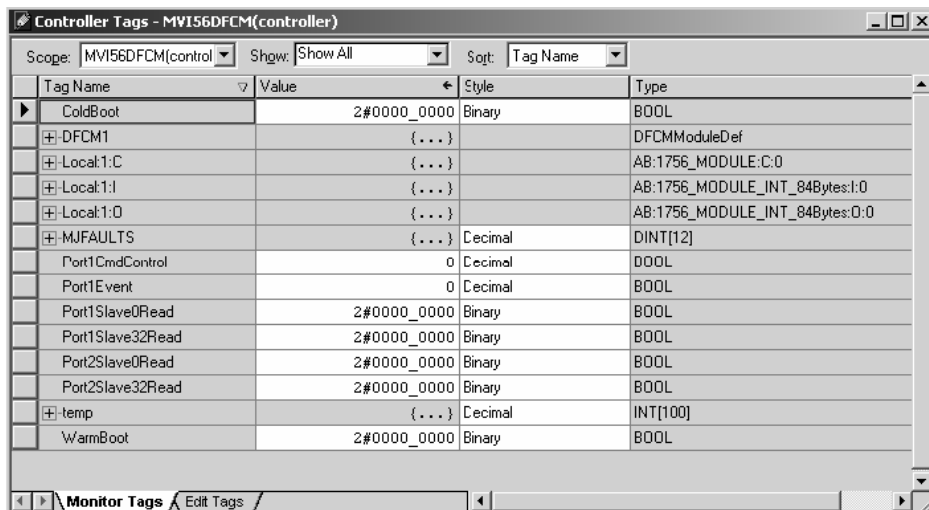 Controller Tags - MVI56DFCM(controller)
Scope: MVI56DFCM(control Show: Show All Sort: Tag Name
Tag Name Value Style Type
ColdBoot 2#0000_0000 Binary BOOL
DFCM1 {...} DFCMModuleDef
Local:1:C {...} AB:1756_MODULE:C:0
Local:1:I {...} AB:1756_MODULE_INT_84Bytes:I:0
Local:1:O {...} AB:1756_MODULE_INT_84Bytes:O:0
MJFAULTS {...} Decimal DINT[12]
Port1CmdControl 0 Decimal BOOL
Port1Event 0 Decimal BOOL
Port1Slave0Read 2#0000_0000 Binary BOOL
Port1Slave32Read 2#0000_0000 Binary BOOL
Port2Slave0Read 2#0000_0000 Binary BOOL
Port2Slave32Read 2#0000_0000 Binary BOOL
temp {...} Decimal INT[100]
WarmBoot 2#0000_0000 Binary BOOL
Monitor Tags Edit Tags